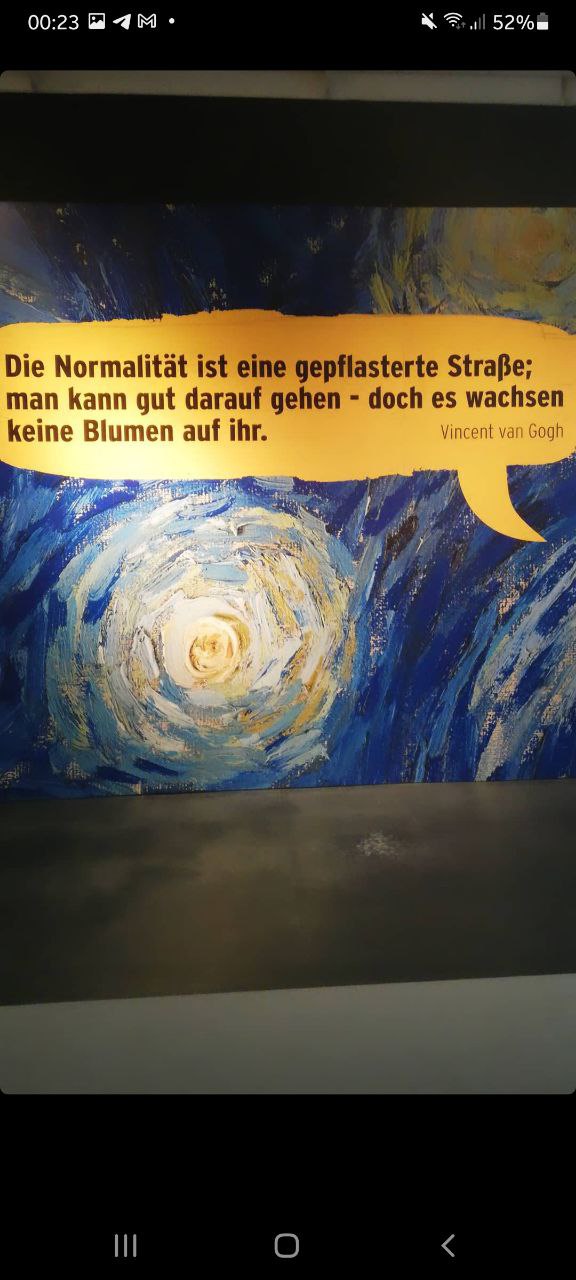 00:23
52%
Die Normalität ist eine gepflasterte Straße;
man kann gut darauf gehen - doch es wachsen
keine Blumen auf ihr.
Vincent van Gogh